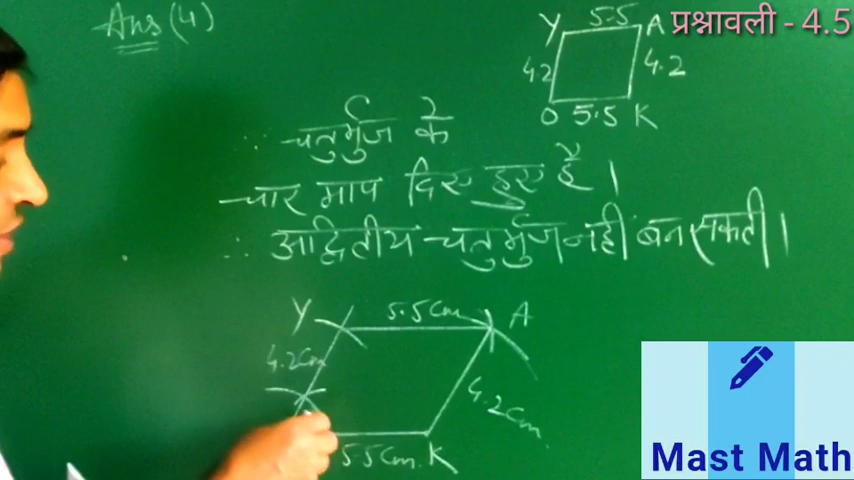 Ans (4)
Y 5.5 A
प्रश्नावली - 4.5
4.2 4.2
O 5.5 K
∵ चतुर्भुज के
चार माप दिए हुए है।
∴ आद्वितीय चतुर्भुज नही बन सकती।
Y 5.5 cm A
4.2 cm
4.2 cm.
5.5 cm. K
Mast Math